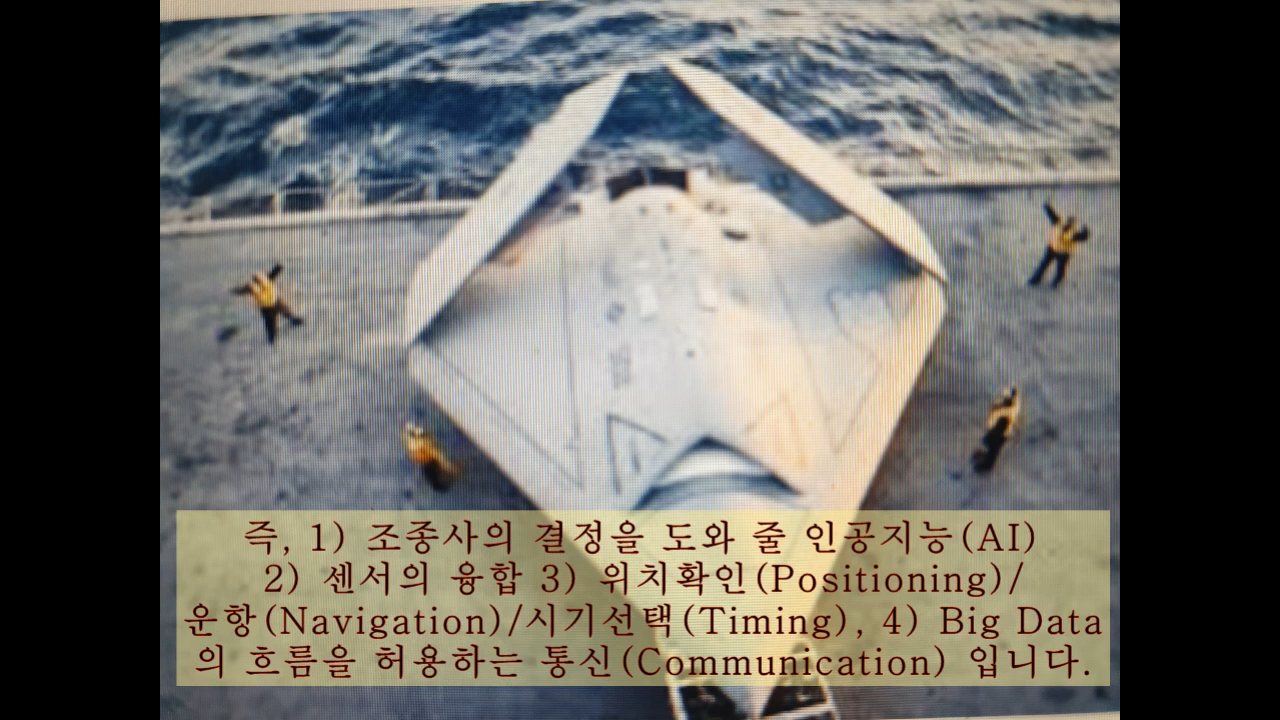 즉, 1) 조종사의 결정을 도와 줄 인공지능(AI)
2) 센서의 융합 3) 위치확인(Positioning)/
운항(Navigation)/시기선택(Timing), 4) Big Data
의 흐름을 허용하는 통신(Communication) 입니다.